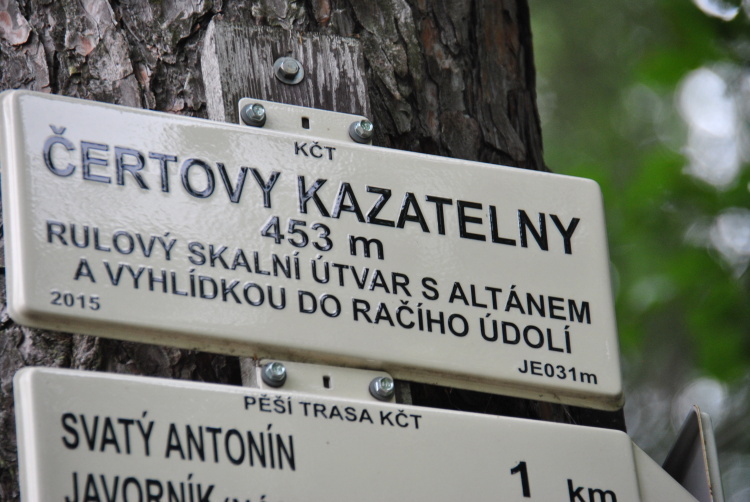 KČT
ČERTOVY KAZATELNY
453 m
RULOVÝ SKALNÍ ÚTVAR S ALTÁNEM
A VYHLÍDKOU DO RAČÍHO ÚDOLÍ
2015
JE031m
PĚŠÍ TRASA KČT
SVATÝ ANTONÍN 1 km
JAVORNÍK